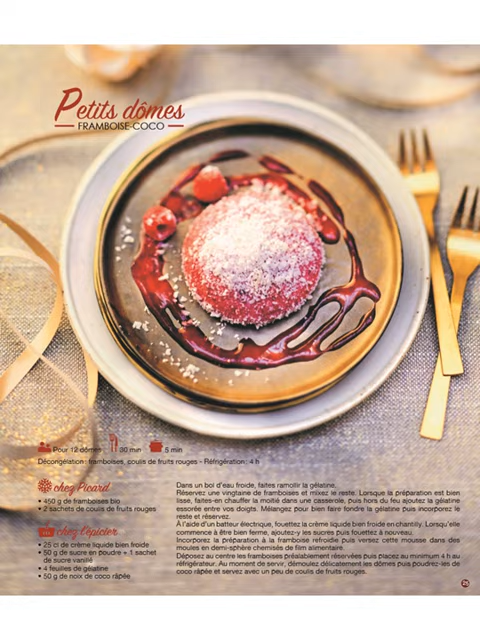 Petits dômes
FRAMBOISE-COCO
Pour 12 dômes 30 min 5 min
Décongélation : framboises, coulis de fruits rouges - Réfrigération : 4 h
chez Picard
• 450 g de framboises bio
• 2 sachets de coulis de fruits rouges
chez l'épicier
• 25 cl de crème liquide bien froide
• 50 g de sucre en poudre + 1 sachet
de sucre vanillé
• 4 feuilles de gélatine
• 50 g de noix de coco râpée
Dans un bol d'eau froide, faites ramollir la gélatine.
Réservez une vingtaine de framboises et mixez le reste. Lorsque la préparation est bien
lisse, faites-en chauffer la moitié dans une casserole, puis hors du feu ajoutez la gélatine
essorée entre vos doigts. Mélangez pour bien faire fondre la gélatine puis incorporez le
reste et réservez.
À l'aide d'un batteur électrique, fouettez la crème liquide bien froide en chantilly. Lorsqu'elle
commence à être bien ferme, ajoutez-y les sucres puis fouettez à nouveau.
Incorporez la préparation à la framboise refroidie puis versez cette mousse dans des
moules en demi-sphère chemisés de film alimentaire.
Déposez au centre les framboises préalablement réservées puis placez au minimum 4 h au
réfrigérateur. Au moment de servir, démoulez délicatement les dômes puis poudrez-les de
coco râpée et servez avec un peu de coulis de fruits rouges.
25